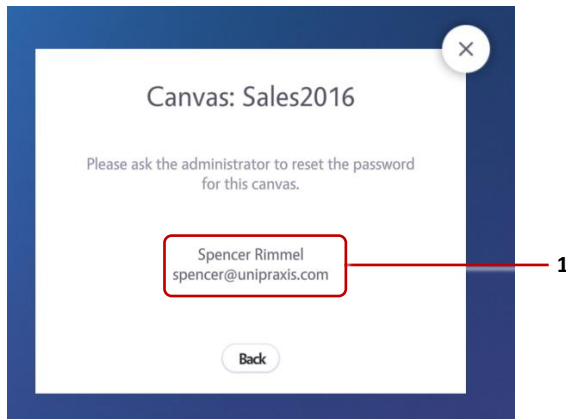 Canvas: Sales2016
Please ask the administrator to reset the password
for this canvas.
Spencer Rimmel
spencer@unipraxis.com
1
Back